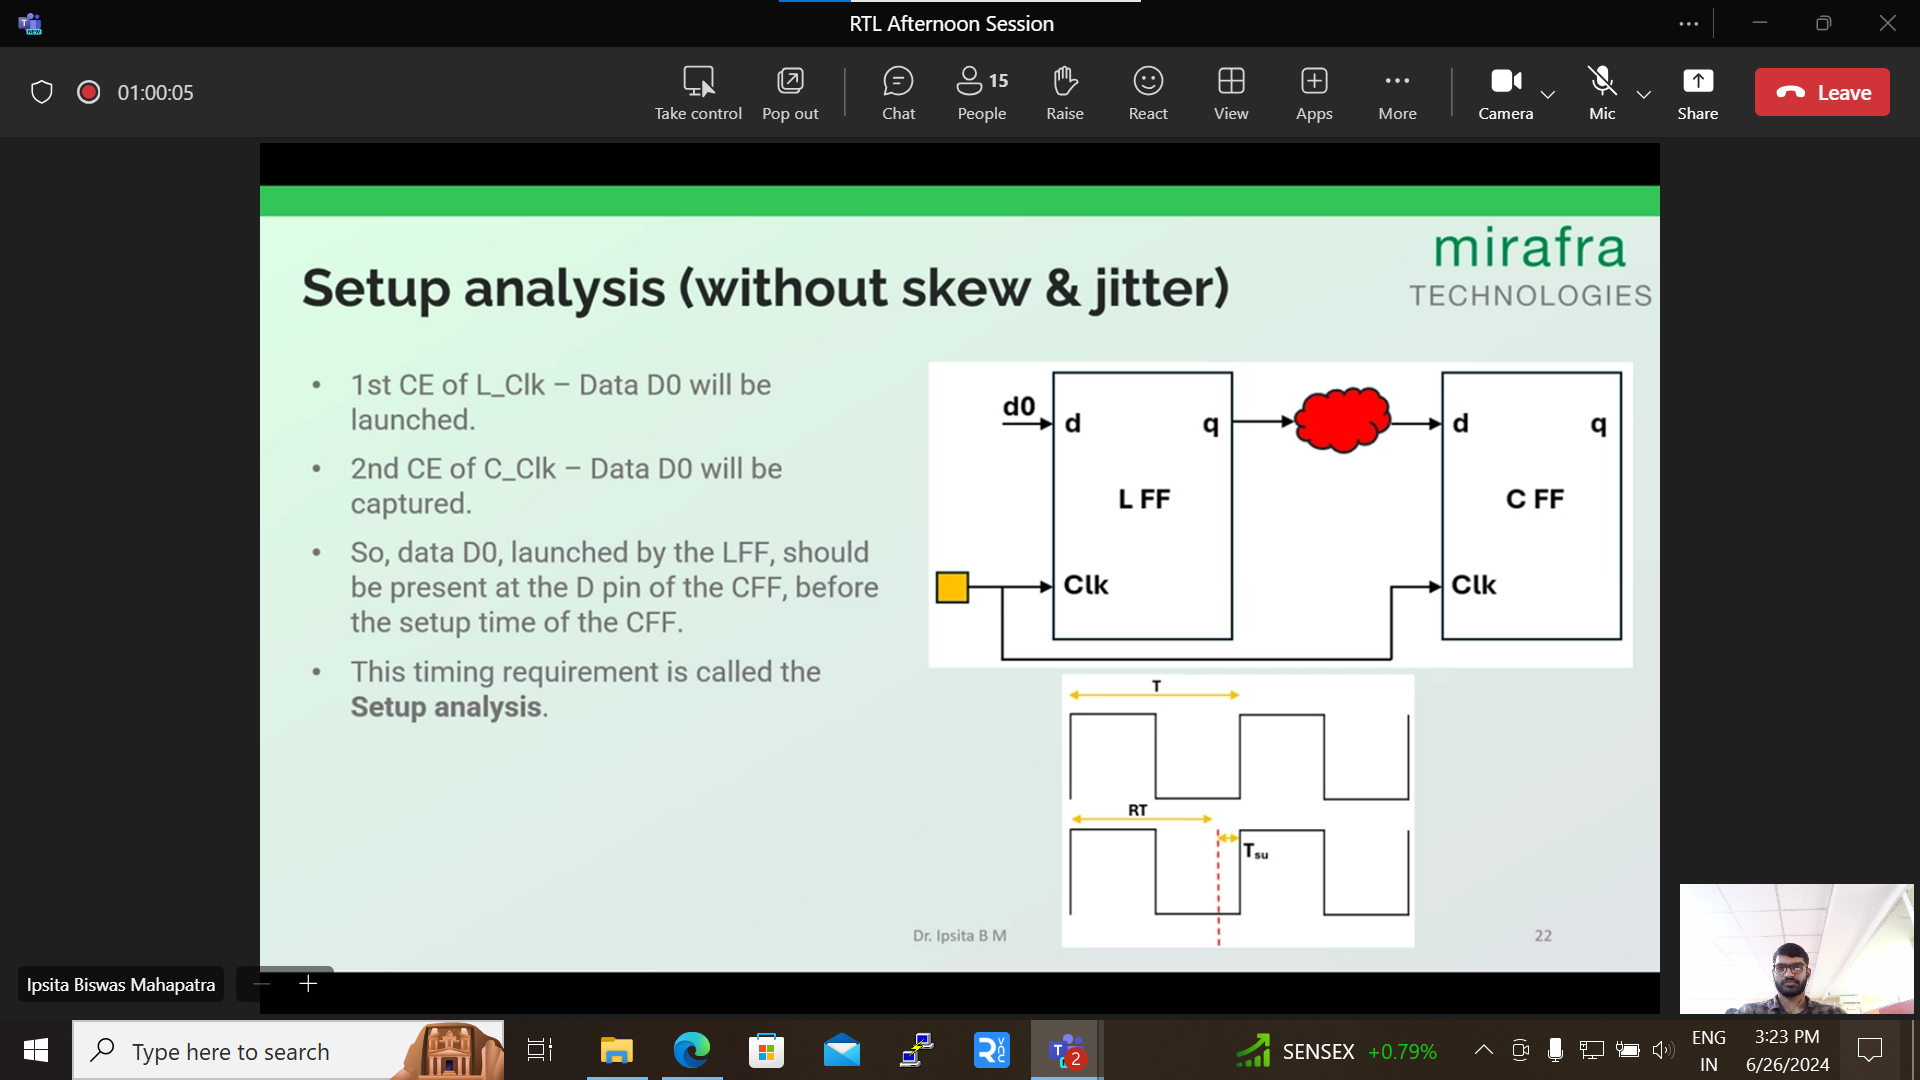 RTL Afternoon Session
01:00:05
Take control
Pop out
Chat
15
People
Raise
React
View
Apps
More
Camera
Mic
Share
Leave
mirafra
TECHNOLOGIES
Setup analysis (without skew & jitter)
• 1st CE of L_Clk – Data D0 will be
launched.
• 2nd CE of C_Clk – Data D0 will be
captured.
• So, data D0, launched by the LFF, should
be present at the D pin of the CFF, before
the setup time of the CFF.
• This timing requirement is called the
Setup analysis.
d0
d
q
L FF
Clk
d
q
C FF
Clk
T
RT
Tsu
Dr. Ipsita B M
22
Ipsita Biswas Mahapatra
Type here to search
2
SENSEX +0.79%
ENG
IN
3:23 PM
6/26/2024